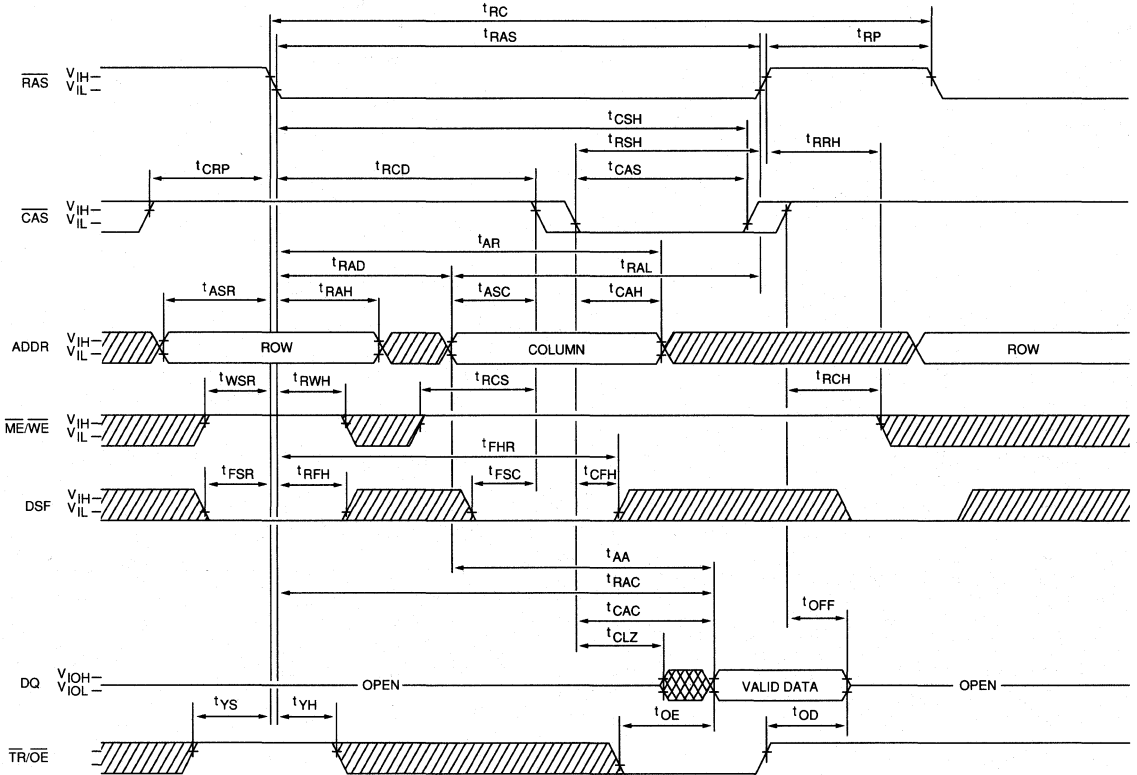 tRC
tRAS
tRP
RAS
VIH
VIL
tCSH
tRSH
tRRH
tCRP
tRCD
tCAS
CAS
VIH
VIL
tAR
tRAD
tRAL
tASR
tRAH
tASC
tCAH
ADDR
VIH
VIL
ROW
COLUMN
ROW
tWSR
tRWH
tRCS
tRCH
ME/WE
VIH
VIL
tFHR
tFSR
tRFH
tFSC
tCFH
DSF
VIH
VIL
tAA
tRAC
tCAC
tOFF
tCLZ
DQ
VIOH
VIOL
OPEN
VALID DATA
OPEN
tYS
tYH
tOE
tOD
TR/OE